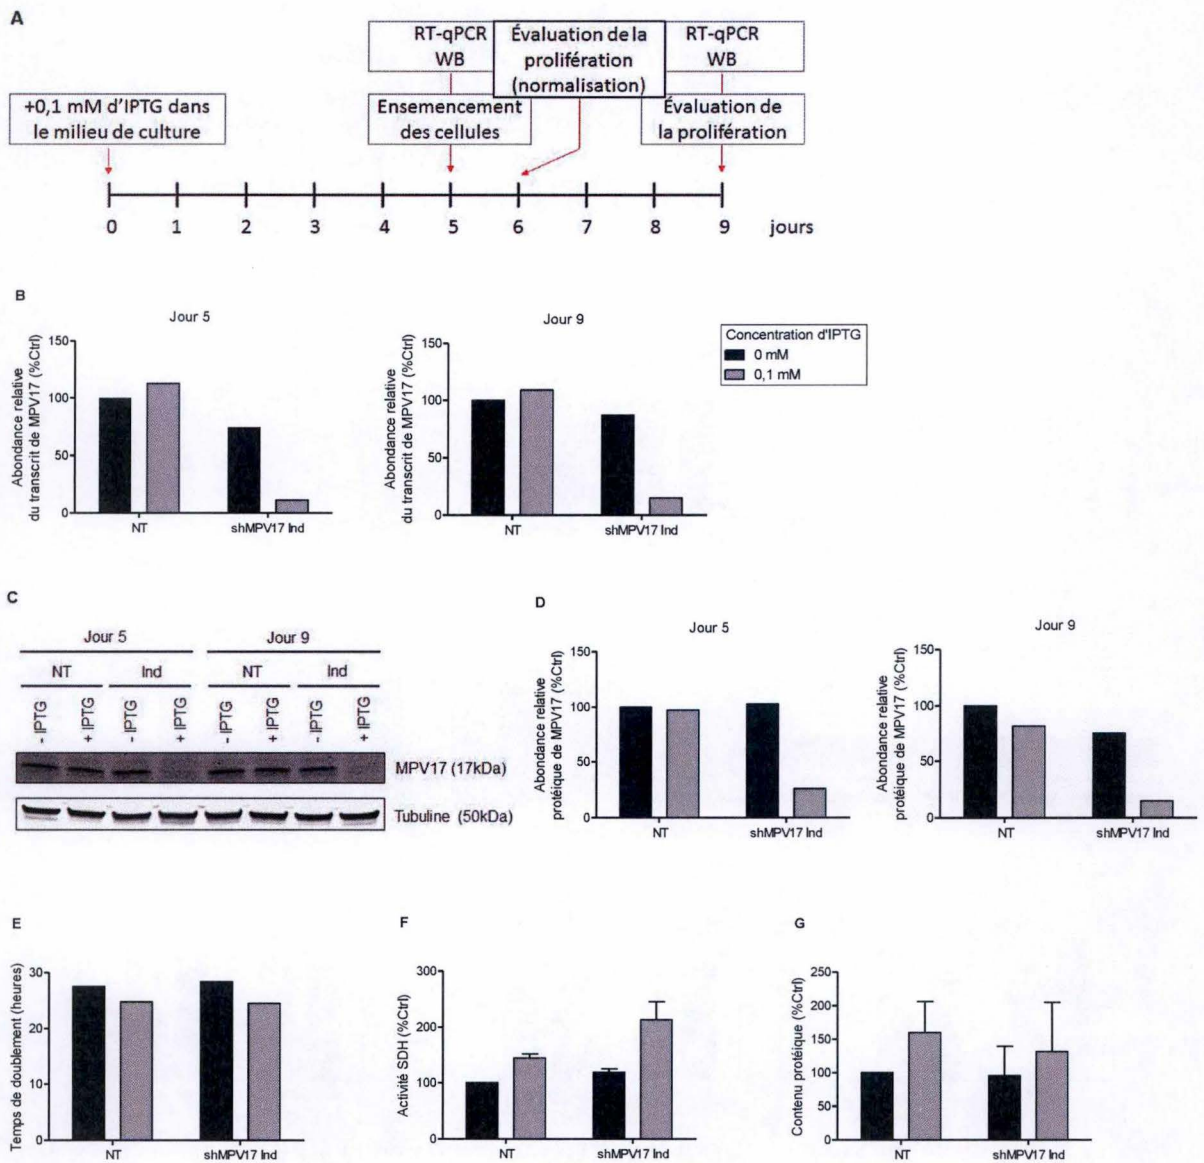 A
RT-qPCR
WB
Évaluation de la
prolifération
(normalisation)
RT-qPCR
WB
+0,1 mM d'IPTG dans
le milieu de culture
Ensemencement
des cellules
Évaluation de
la prolifération
0 1 2 3 4 5 6 7 8 9 jours
B
Jour 5
Abondance relative
du transcrit de MPV17 (%Ctrl)
150
100
50
0
NT shMPV17 Ind
Jour 9
Abondance relative
du transcrit de MPV17 (%Ctrl)
150
100
50
0
NT shMPV17 Ind
Concentration d'IPTG
0 mM
0,1 mM
C
Jour 5 Jour 9
NT Ind NT Ind
- IPTG + IPTG - IPTG + IPTG - IPTG + IPTG - IPTG + IPTG
MPV17 (17kDa)
Tubuline (50kDa)
D
Jour 5
Abondance relative
protéique de MPV17 (%Ctrl)
150
100
50
0
NT shMPV17 Ind
Jour 9
Abondance relative
protéique de MPV17 (%Ctrl)
150
100
50
0
NT shMPV17 Ind
E
Temps de doublement (heures)
30
20
10
0
NT shMPV17 Ind
F
Activité SDH (%Ctrl)
300
200
100
0
NT shMPV17 Ind
G
Contenu protéique (%Ctrl)
250
200
150
100
50
0
NT shMPV17 Ind